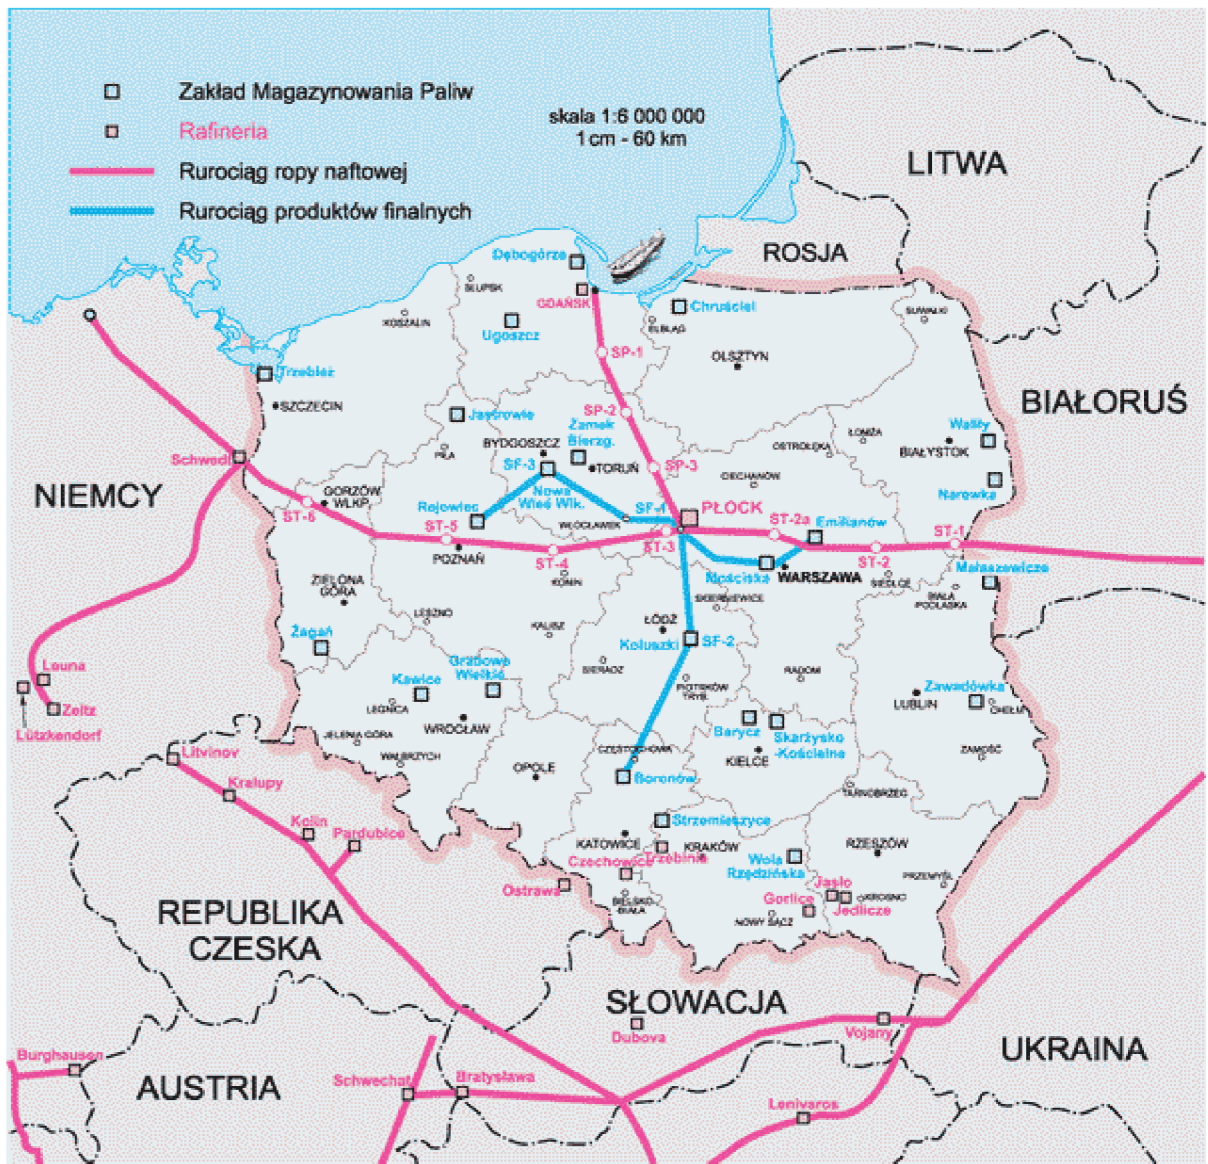 Zakład Magazynowania Paliw
Rafineria
Rurociąg ropy naftowej
Rurociąg produktów finalnych
skala 1:6 000 000
1 cm - 60 km
LITWA
ROSJA
BIAŁORUŚ
NIEMCY
REPUBLIKA
CZESKA
AUSTRIA
SŁOWACJA
UKRAINA
Dębogórze
GDAŃSK
SŁUPSK
KOSZALIN
Ugoszcz
ELBLĄG
Chruściel
SUWAŁKI
OLSZTYN
SP-1
Trzebież
SZCZECIN
Jastrowie
PIŁA
SP-2
Zamek
Bierzg.
BYDGOSZCZ
TORUŃ
SF-3
Nowa
Wieś Wlk.
SP-3
OSTROŁĘKA
ŁOMŻA
BIAŁYSTOK
Waliły
Narewka
CIECHANÓW
Schwedt
GORZÓW
WLKP.
ST-6
Rejowiec
ST-5
POZNAŃ
WŁOCŁAWEK
SF-1
PŁOCK
ST-3
ST-4
KONIN
ST-2a
Emilianów
ST-2
ST-1
Mościska
WARSZAWA
SIEDLCE
Małaszewicze
BIAŁA
PODLASKA
SKIERNIEWICE
ZIELONA
GÓRA
LESZNO
KALISZ
ŁÓDŹ
Koluszki
SF-2
SIERADZ
PIOTRKÓW
TRYB.
RADOM
Żagań
Kawice
Grabowo
Wielkie
LEGNICA
WROCŁAW
JELENIA GÓRA
WAŁBRZYCH
LUBLIN
Zawadówka
CHEŁM
ZAMOŚĆ
Barycz
Skarżysko
-Kościelne
KIELCE
CZĘSTOCHOWA
Boronów
OPOLE
TARNOBRZEG
Strzemieszyce
KATOWICE
Trzebinia
KRAKÓW
Czechowice
BIELSKO-
BIAŁA
Wola
Rzędzińska
RZESZÓW
PRZEMYŚL
Jasło
Jedlicze
KROSNO
Gorlice
NOWY SĄCZ
Leuna
Zeitz
Lützkendorf
Litvinov
Kralupy
Kolin
Pardubice
Ostrawa
Dubova
Vojany
Burghausen
Schwechat
Bratysława
Lenivaros